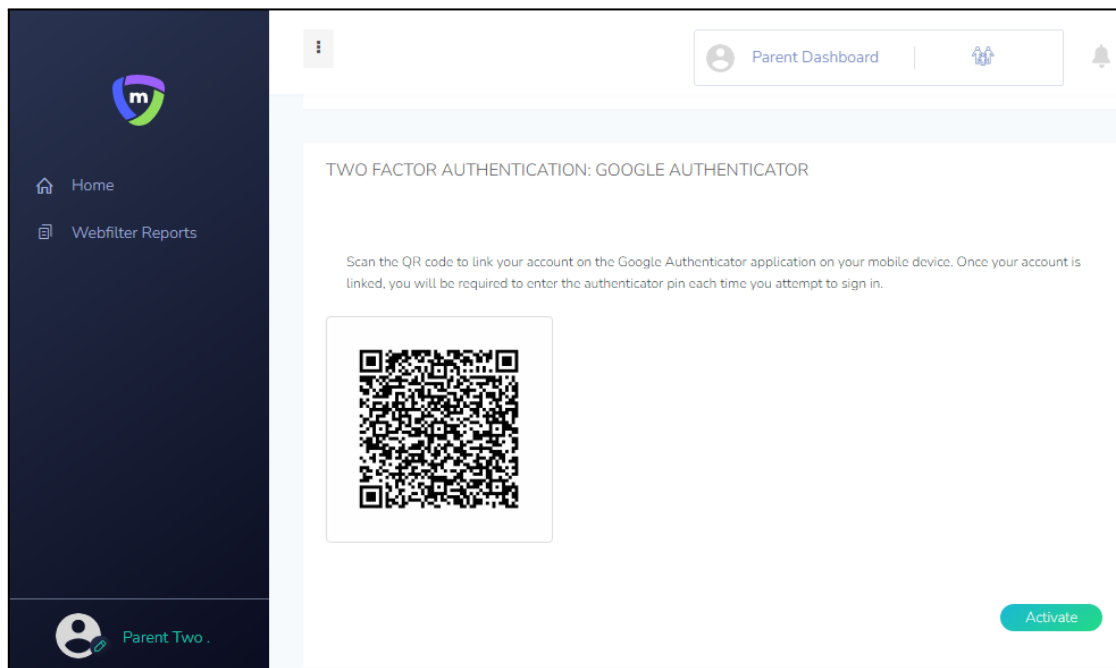 Parent Dashboard
m
Home
Webfilter Reports
TWO FACTOR AUTHENTICATION: GOOGLE AUTHENTICATOR
Scan the QR code to link your account on the Google Authenticator application on your mobile device. Once your account is
linked, you will be required to enter the authenticator pin each time you attempt to sign in.
Activate
Parent Two .